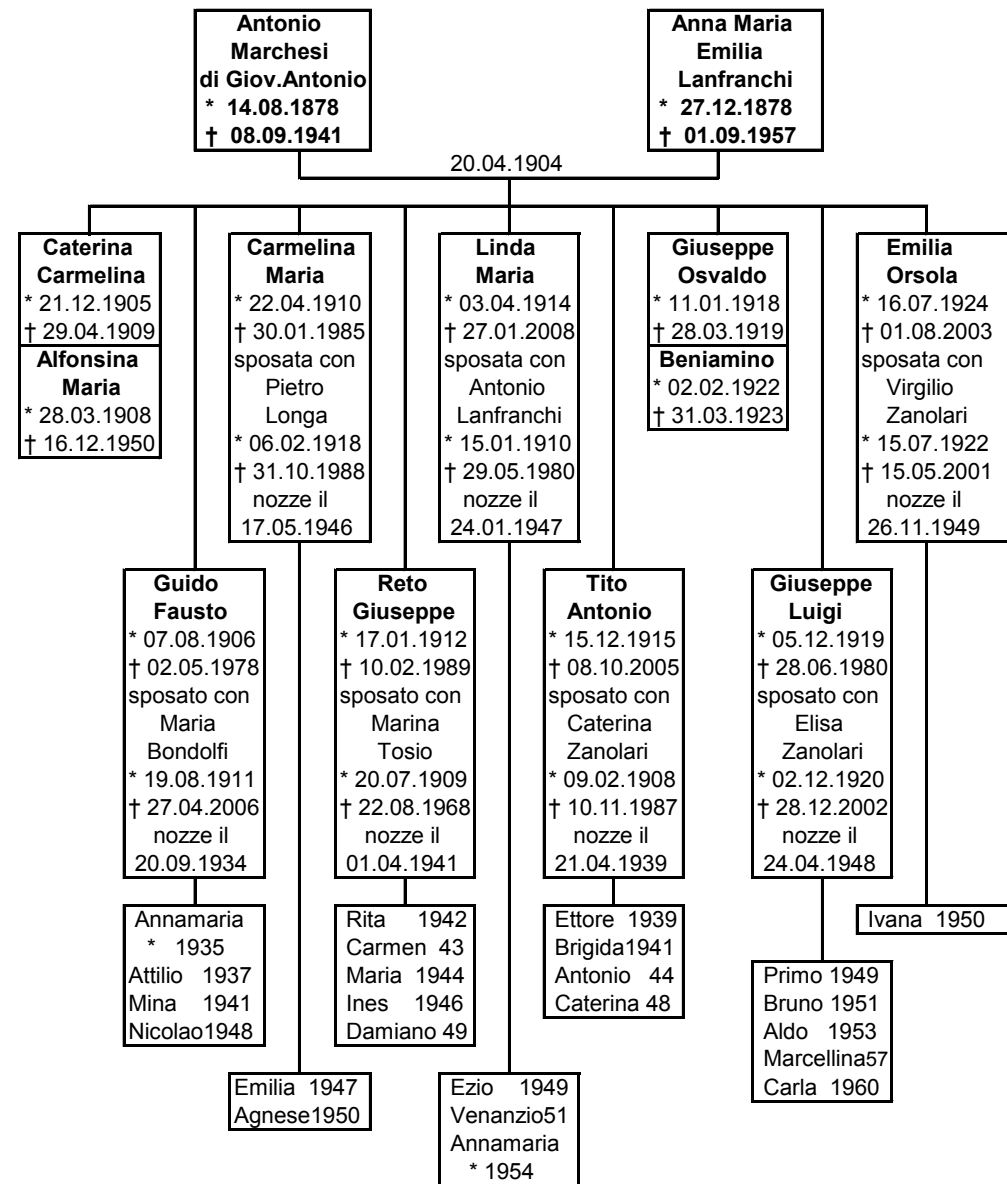 Antonio
Marchesi
di Giov.Antonio
* 14.08.1878
† 08.09.1941
Anna Maria
Emilia
Lanfranchi
* 27.12.1878
† 01.09.1957
20.04.1904
Caterina
Carmelina
* 21.12.1905
† 29.04.1909
Alfonsina
Maria
* 28.03.1908
† 16.12.1950
Carmelina
Maria
* 22.04.1910
† 30.01.1985
sposata con
Pietro
Longa
* 06.02.1918
† 31.10.1988
nozze il
17.05.1946
Linda
Maria
* 03.04.1914
† 27.01.2008
sposata con
Antonio
Lanfranchi
* 15.01.1910
† 29.05.1980
nozze il
24.01.1947
Giuseppe
Osvaldo
* 11.01.1918
† 28.03.1919
Beniamino
* 02.02.1922
† 31.03.1923
Emilia
Orsola
* 16.07.1924
† 01.08.2003
sposata con
Virgilio
Zanolari
* 15.07.1922
† 15.05.2001
nozze il
26.11.1949
Guido
Fausto
* 07.08.1906
† 02.05.1978
sposato con
Maria
Bondolfi
* 19.08.1911
† 27.04.2006
nozze il
20.09.1934
Reto
Giuseppe
* 17.01.1912
† 10.02.1989
sposato con
Marina
Tosio
* 20.07.1909
† 22.08.1968
nozze il
01.04.1941
Tito
Antonio
* 15.12.1915
† 08.10.2005
sposato con
Caterina
Zanolari
* 09.02.1908
† 10.11.1987
nozze il
21.04.1939
Giuseppe
Luigi
* 05.12.1919
† 28.06.1980
sposato con
Elisa
Zanolari
* 02.12.1920
† 28.12.2002
nozze il
24.04.1948
Annamaria
* 1935
Attilio 1937
Mina 1941
Nicolao1948
Rita 1942
Carmen 43
Maria 1944
Ines 1946
Damiano 49
Ettore 1939
Brigida1941
Antonio 44
Caterina 48
Ivana 1950
Primo 1949
Bruno 1951
Aldo 1953
Marcellina57
Carla 1960
Emilia 1947
Agnese1950
Ezio 1949
Venanzio51
Annamaria
* 1954